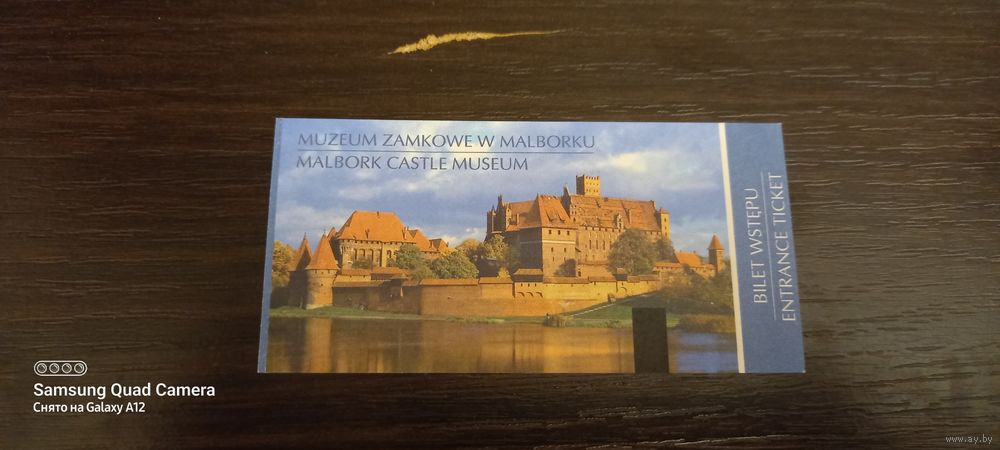 MUZEUM ZAMKOWE W MALBORKU
MALBORK CASTLE MUSEUM
BILET WSTĘPU
ENTRANCE TICKET
Samsung Quad Camera
Снято на Galaxy A12
www.ay.by